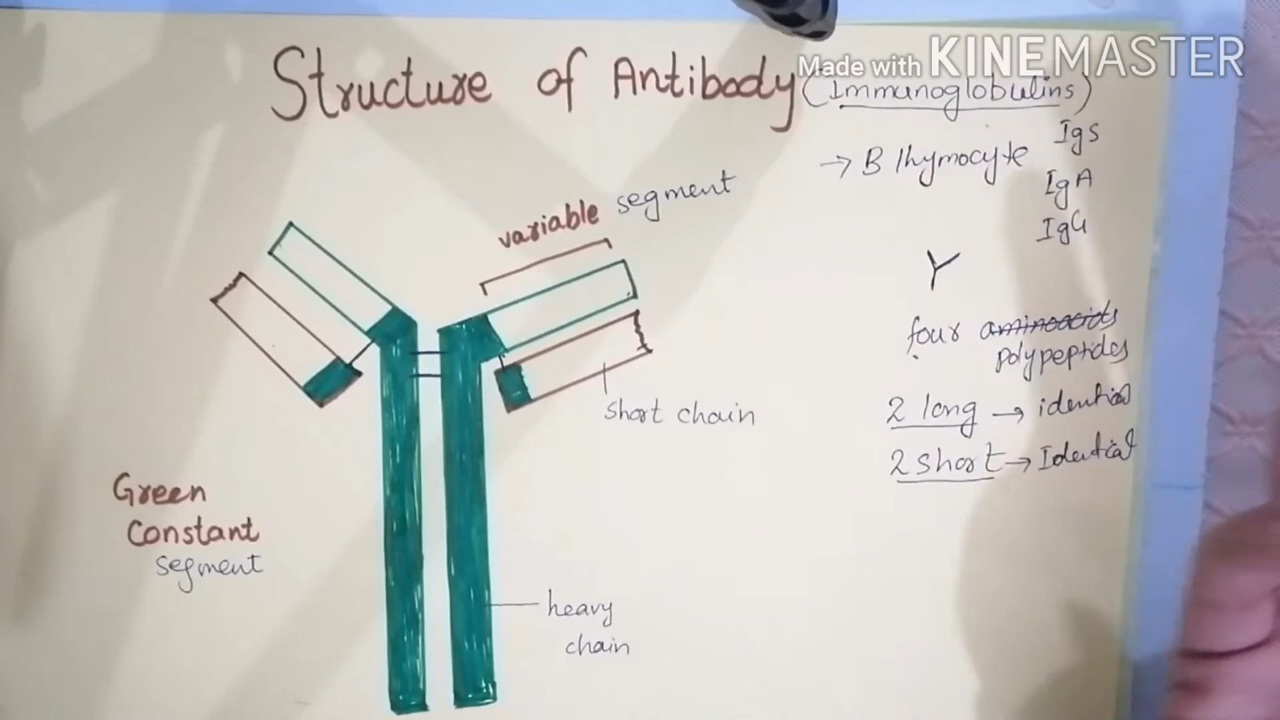 Made with KINEMASTER
Structure of Antibody (Immunoglobulins)
→ B lhymocyte
Igs
IgA
IgG
variable segment
Y
four aminoacids
polypeptides
short chain
2 long → identical
2 short → Identical
Green
Constant
segment
heavy
chain